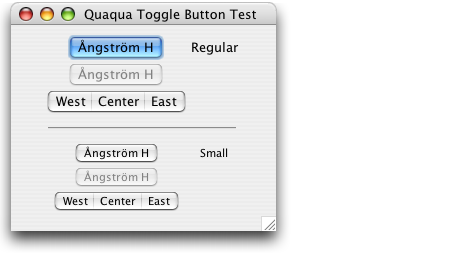 Quaqua Toggle Button Test
Ångström H Regular
Ångström H
West Center East
Ångström H Small
Ångström H
West Center East